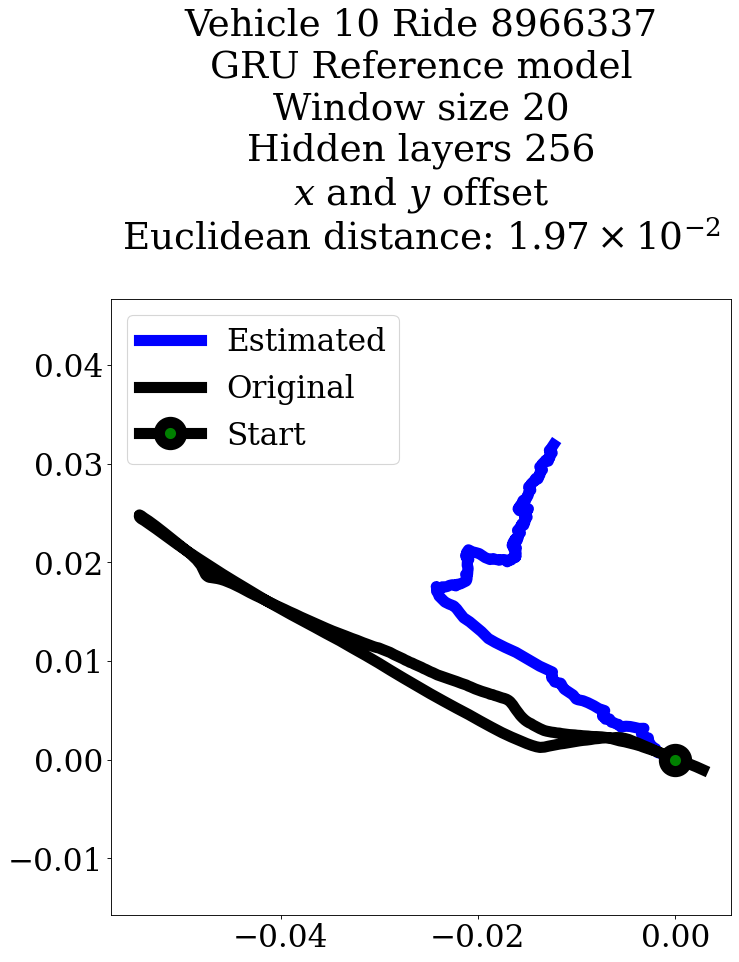 Vehicle 10 Ride 8966337
GRU Reference model
Window size 20
Hidden layers 256
x and y offset
Euclidean distance: 1.97 × 10⁻²
Estimated
Original
Start
0.04
0.03
0.02
0.01
0.00
−0.01
−0.04
−0.02
0.00